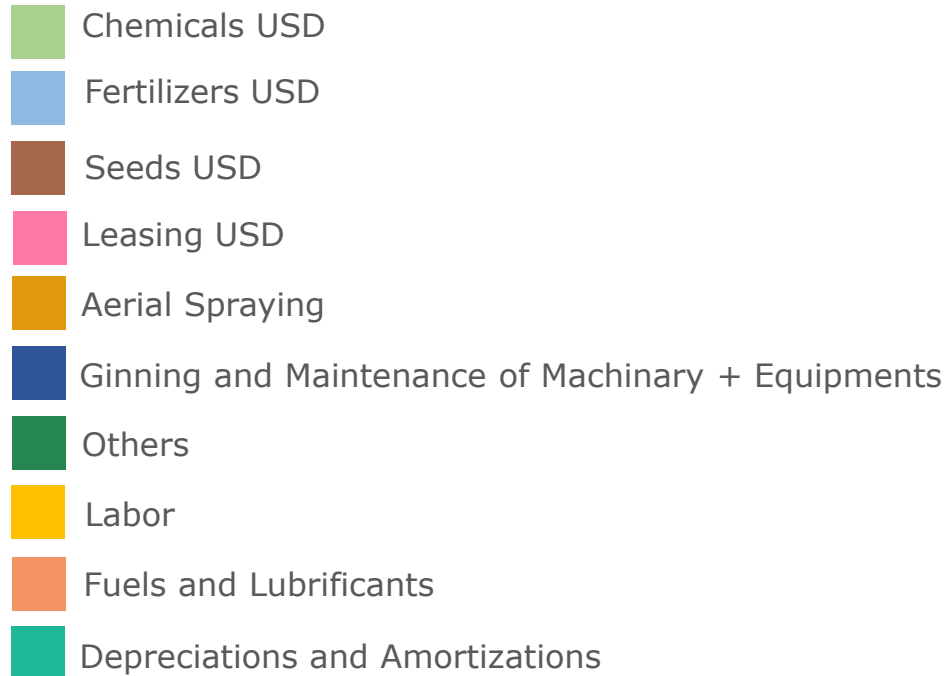 Chemicals USD
Fertilizers USD
Seeds USD
Leasing USD
Aerial Spraying
Ginning and Maintenance of Machinary + Equipments
Others
Labor
Fuels and Lubrificants
Depreciations and Amortizations